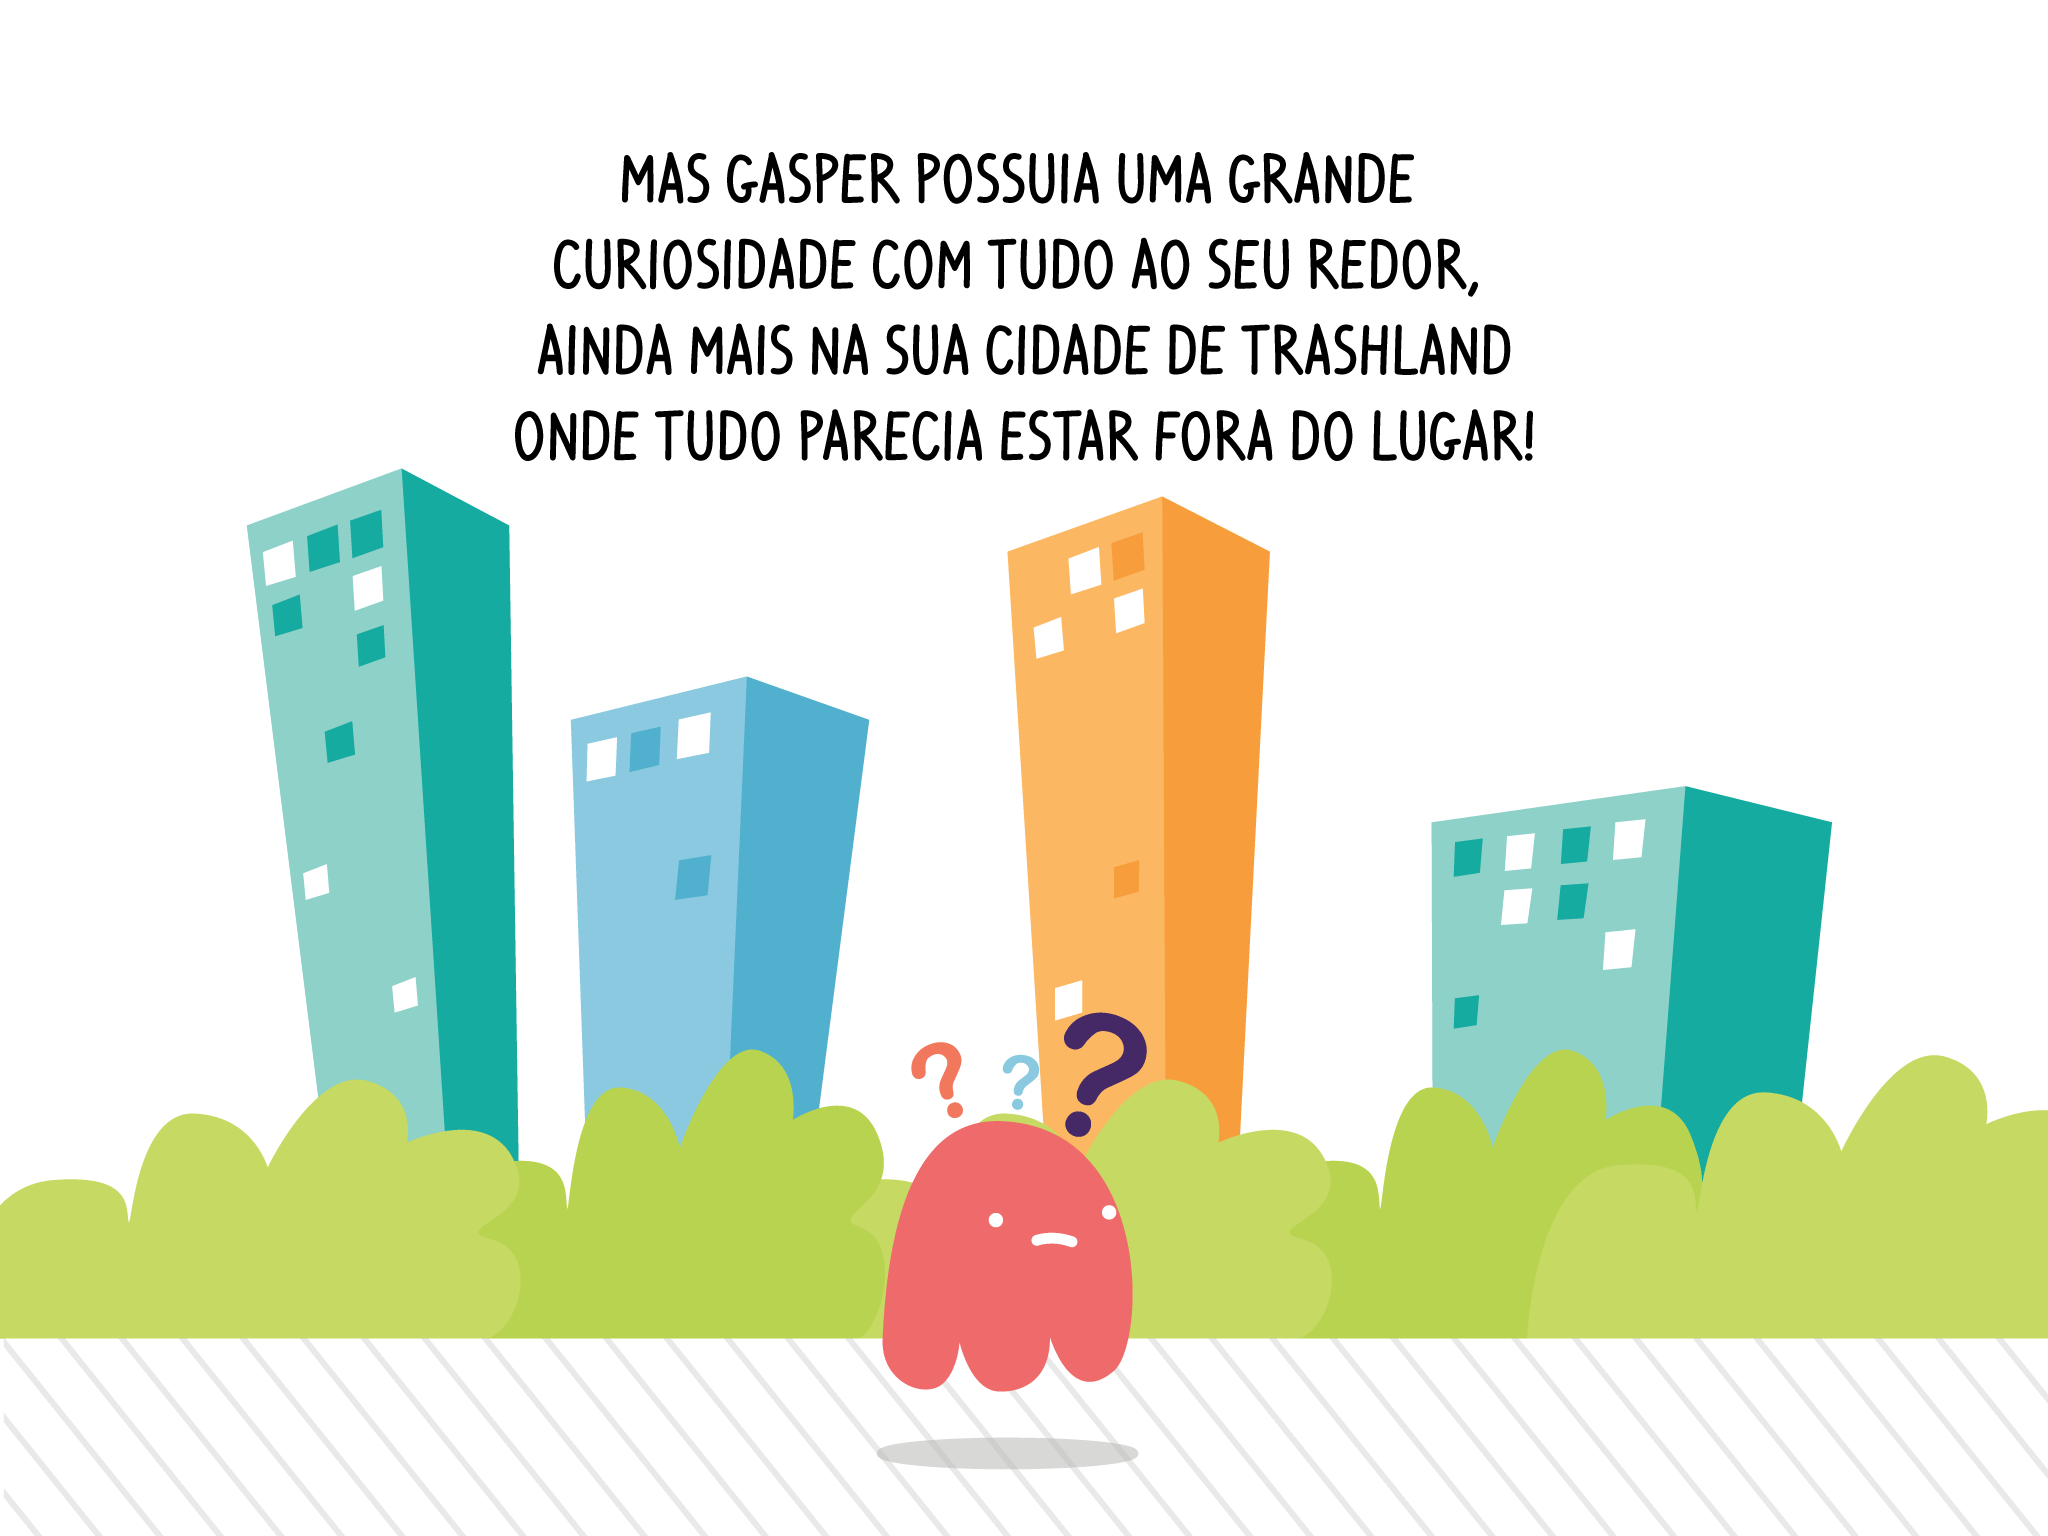 MAS GASPER POSSUIA UMA GRANDE
CURIOSIDADE COM TUDO AO SEU REDOR,
AINDA MAIS NA SUA CIDADE DE TRASHLAND
ONDE TUDO PARECIA ESTAR FORA DO LUGAR!
? ? ?